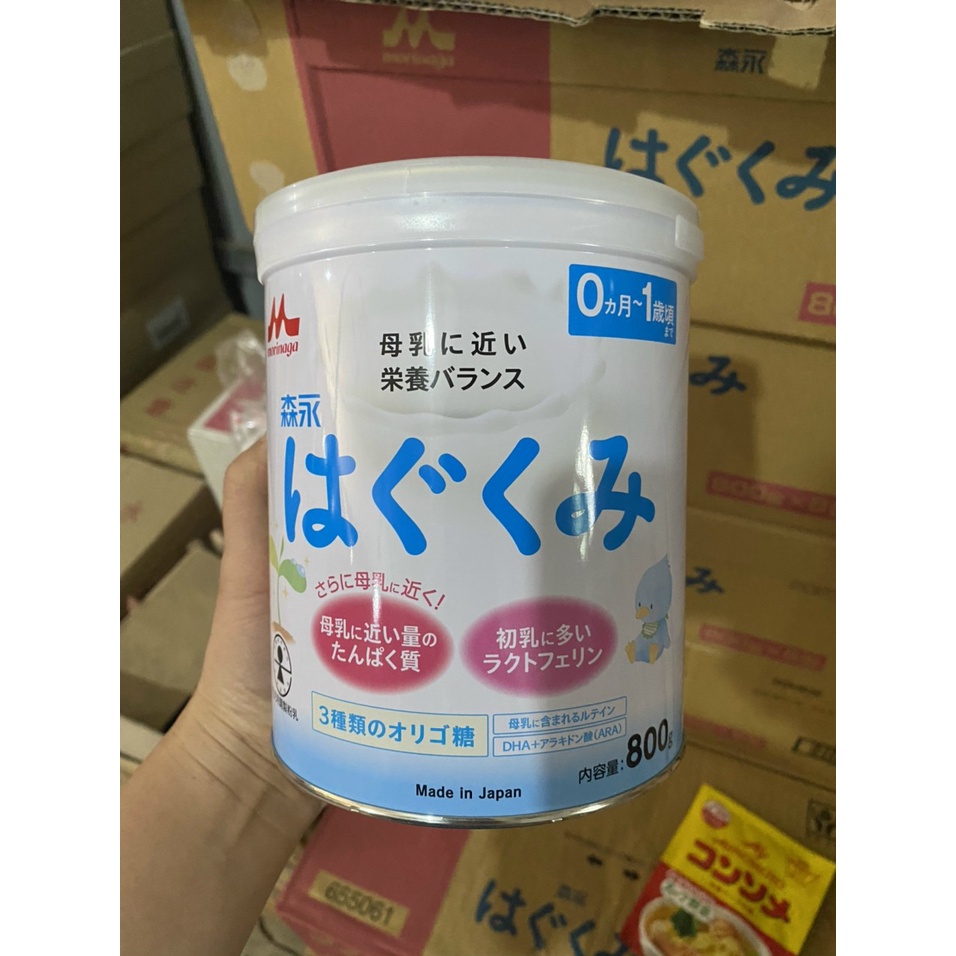 morinaga
森永
はぐくみ
0カ月~1歳頃
まで
morinaga
母乳に近い
栄養バランス
森永
はぐくみ
さらに母乳に近く!
母乳に近い量の
たんぱく質
初乳に多い
ラクトフェリン
3種類のオリゴ糖
母乳に含まれるルテイン
DHA+アラキドン酸(ARA)
内容量:800g
Made in Japan
み
655061
森永
はぐくみ
コンソメ